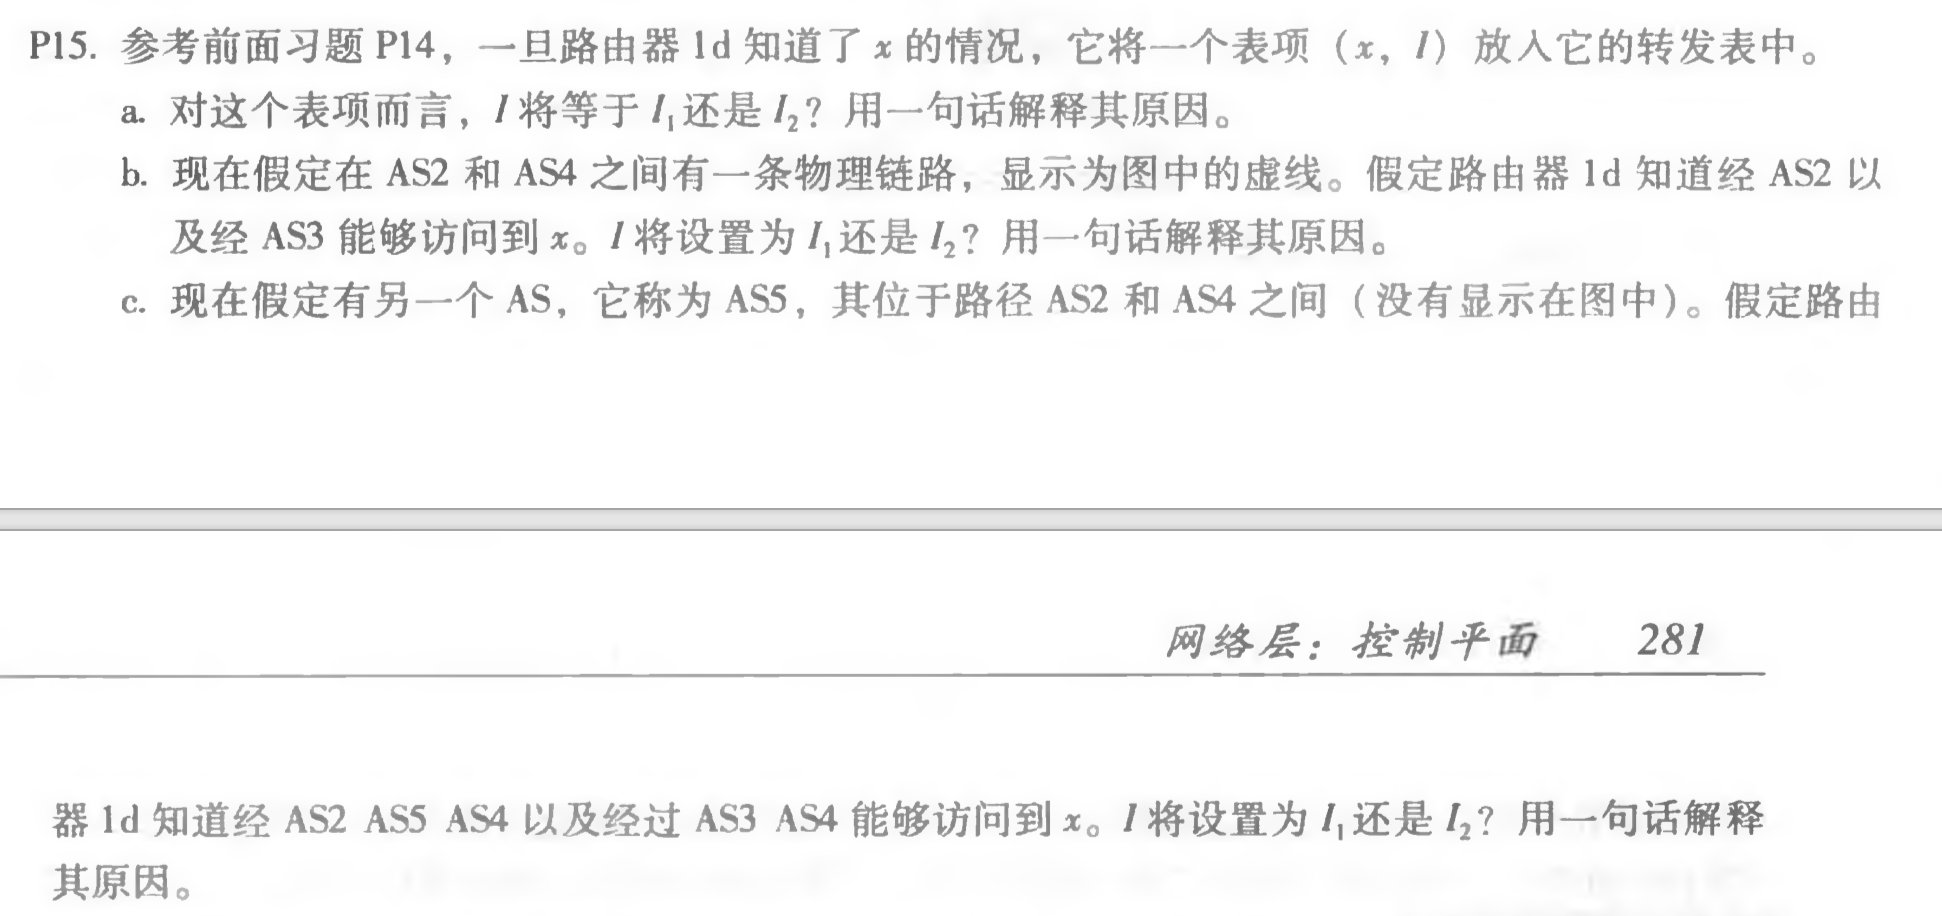 P15. 参考前面习题 P14，一旦路由器 1d 知道了 x 的情况，它将一个表项（x, I）放入它的转发表中。
a. 对这个表项而言，I 将等于 I₁还是 I₂？用一句话解释其原因。
b. 现在假定在 AS2 和 AS4 之间有一条物理链路，显示为图中的虚线。假定路由器 1d 知道经 AS2 以
及经 AS3 能够访问到 x。I 将设置为 I₁还是 I₂？用一句话解释其原因。
c. 现在假定有另一个 AS，它称为 AS5，其位于路径 AS2 和 AS4 之间（没有显示在图中）。假定路由
网络层：控制平面 281
器 1d 知道经 AS2 AS5 AS4 以及经过 AS3 AS4 能够访问到 x。I 将设置为 I₁还是 I₂？用一句话解释
其原因。